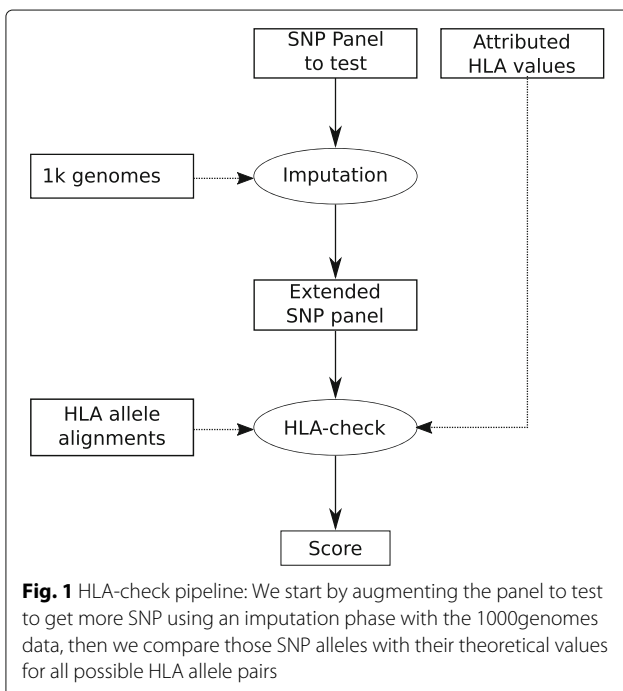 SNP Panel
to test
Attributed
HLA values
1k genomes
Imputation
Extended
SNP panel
HLA allele
alignments
HLA-check
Score
Fig. 1 HLA-check pipeline: We start by augmenting the panel to test
to get more SNP using an imputation phase with the 1000genomes
data, then we compare those SNP alleles with their theoretical values
for all possible HLA allele pairs